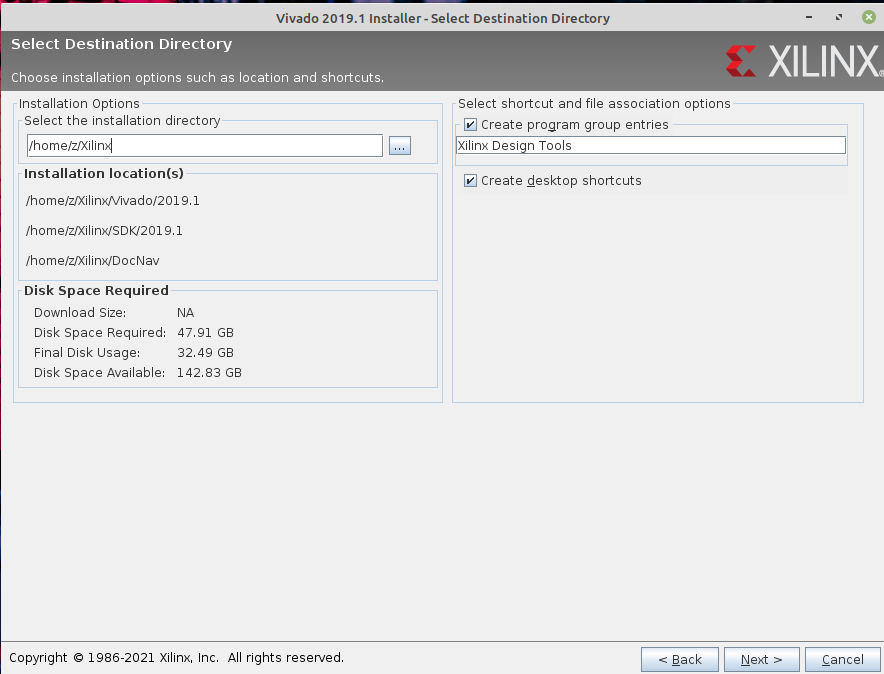 Vivado 2019.1 Installer - Select Destination Directory
Select Destination Directory
Choose installation options such as location and shortcuts.
XILINX
Installation Options
Select the installation directory
/home/z/Xilinx
...
Installation location(s)
/home/z/Xilinx/Vivado/2019.1
/home/z/Xilinx/SDK/2019.1
/home/z/Xilinx/DocNav
Disk Space Required
Download Size: NA
Disk Space Required: 47.91 GB
Final Disk Usage: 32.49 GB
Disk Space Available: 142.83 GB
Select shortcut and file association options
Create program group entries
Xilinx Design Tools
Create desktop shortcuts
Copyright © 1986-2021 Xilinx, Inc. All rights reserved.
< Back
Next >
Cancel